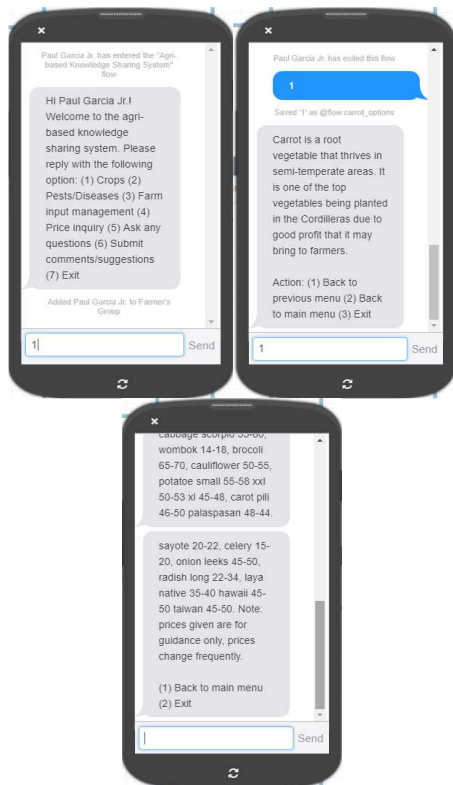 Paul Garcia Jr. has entered the "Agri-
based Knowledge Sharing System"
flow
Hi Paul Garcia Jr.!
Welcome to the agri-
based knowledge
sharing system. Please
reply with the following
option: (1) Crops (2)
Pests/Diseases (3) Farm
input management (4)
Price inquiry (5) Ask any
questions (6) Submit
comments/suggestions
(7) Exit
Added Paul Garcia Jr. to Farmer's
Group
1
Send
Paul Garcia Jr. has exited this flow
1
Saved '1' as @flow.carrot_options
Carrot is a root
vegetable that thrives in
semi-temperate areas. It
is one of the top
vegetables being planted
in the Cordilleras due to
good profit that it may
bring to farmers.
Action: (1) Back to
previous menu (2) Back
to main menu (3) Exit
1
Send
cabbage scorpio 55-60,
wombok 14-18, brocoli
65-70, cauliflower 50-55,
potatoe small 55-58 xxl
50-53 xl 45-48, carot pili
46-50 palaspasan 48-44.
sayote 20-22, celery 15-
20, onion leeks 45-50,
radish long 22-34, laya
native 35-40 hawaii 45-
50 taiwan 45-50. Note:
prices given are for
guidance only, prices
change frequently.
(1) Back to main menu
(2) Exit
Send